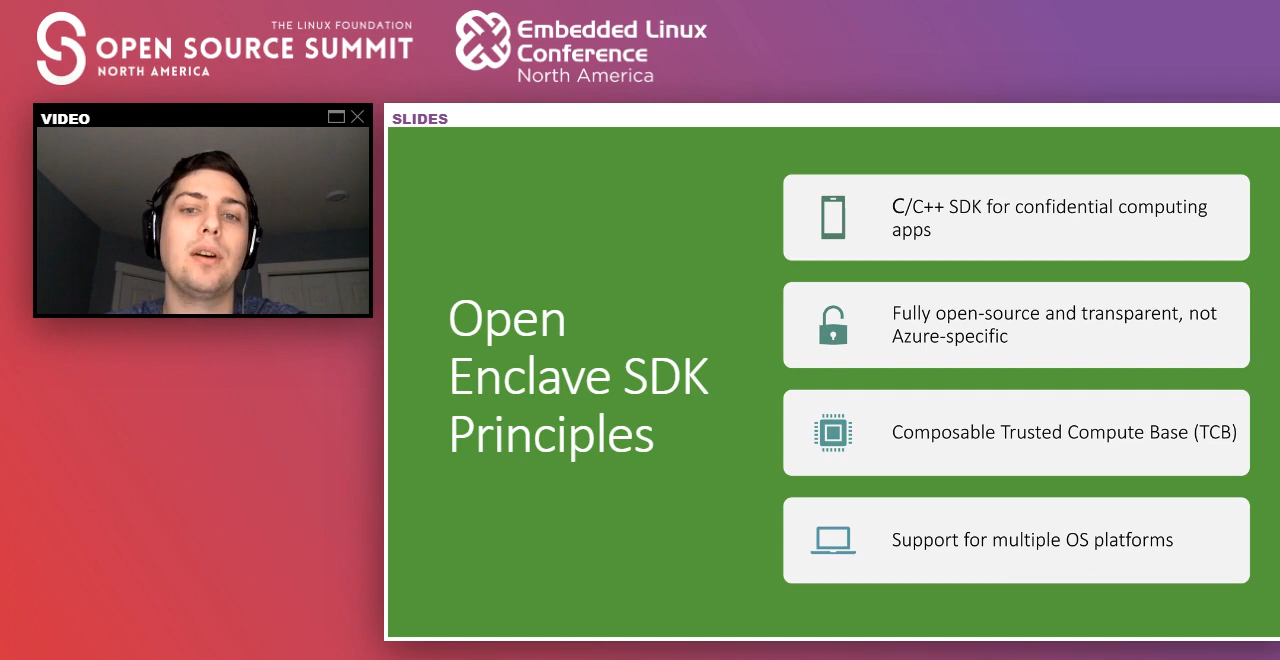 THE LINUX FOUNDATION
OPEN SOURCE SUMMIT
NORTH AMERICA
Embedded Linux
Conference
North America
VIDEO
SLIDES
Open
Enclave SDK
Principles
C/C++ SDK for confidential computing
apps
Fully open-source and transparent, not
Azure-specific
Composable Trusted Compute Base (TCB)
Support for multiple OS platforms